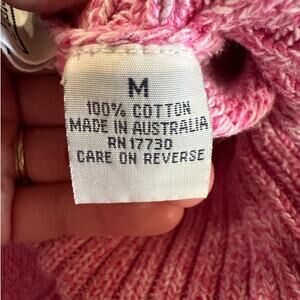 M
100% COTTON
MADE IN AUSTRALIA
RN 17730
CARE ON REVERSE